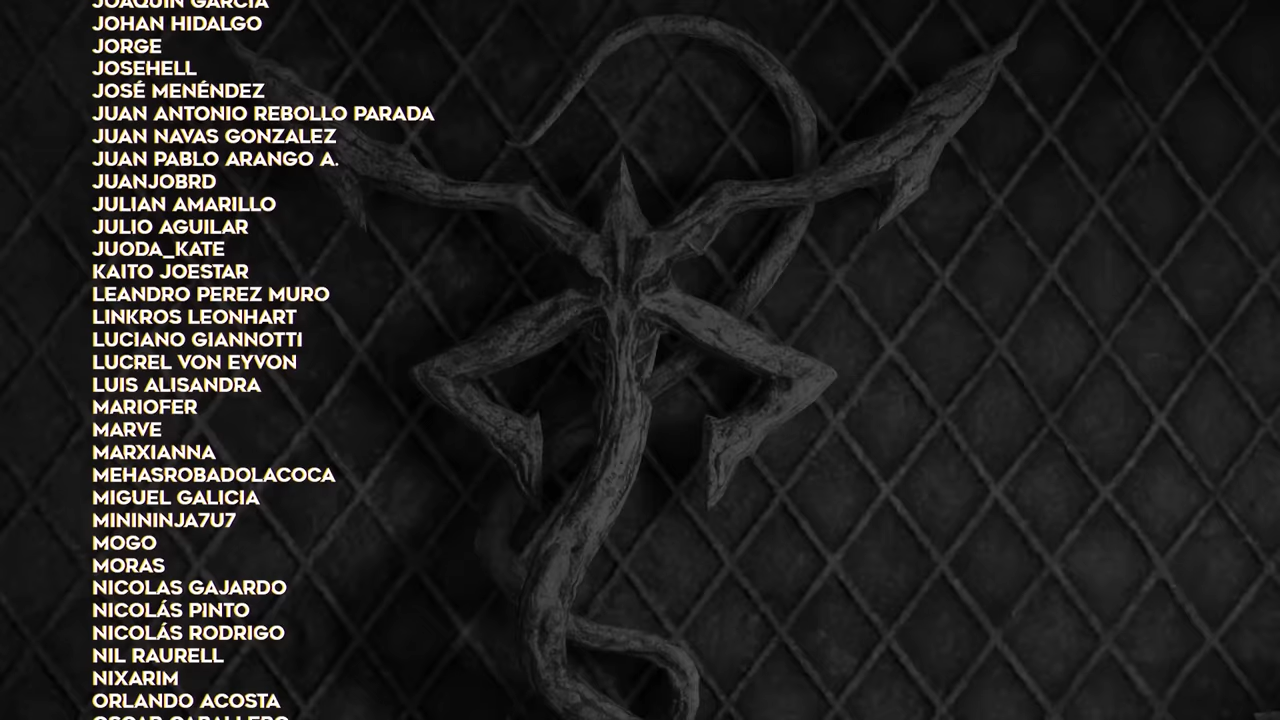 JOAQUÍN GARCÍA
JOHAN HIDALGO
JORGE
JOSEHELL
JOSÉ MENÉNDEZ
JUAN ANTONIO REBOLLO PARADA
JUAN NAVAS GONZALEZ
JUAN PABLO ARANGO A.
JUANJOBRD
JULIAN AMARILLO
JULIO AGUILAR
JUODA_KATE
KAITO JOESTAR
LEANDRO PEREZ MURO
LINKROS LEONHART
LUCIANO GIANNOTTI
LUCREL VON EYVON
LUIS ALISANDRA
MARIOFER
MARVE
MARXIANNA
MEHASROBADOLACOCA
MIGUEL GALICIA
MINININJA7U7
MOGO
MORAS
NICOLAS GAJARDO
NICOLÁS PINTO
NICOLÁS RODRIGO
NIL RAURELL
NIXARIM
ORLANDO ACOSTA